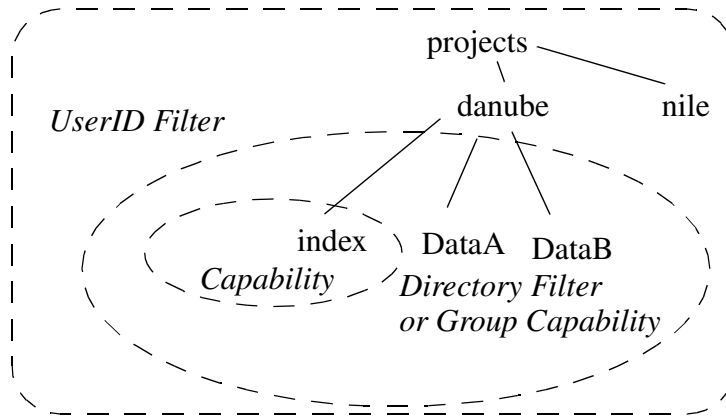 projects
danube nile
UserID Filter
index DataA DataB
Capability Directory Filter
or Group Capability